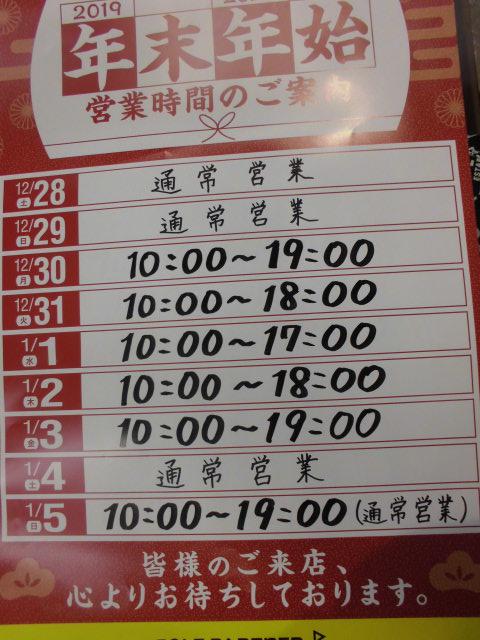 2019
年末年始
営業時間のご案内
12/28 土 通常営業
12/29 日 通常営業
12/30 月 10:00~19:00
12/31 火 10:00~18:00
1/1 水 10:00~17:00
1/2 木 10:00~18:00
1/3 金 10:00~19:00
1/4 土 通常営業
1/5 日 10:00~19:00(通常営業)
皆様のご来店、
心よりお待ちしております。